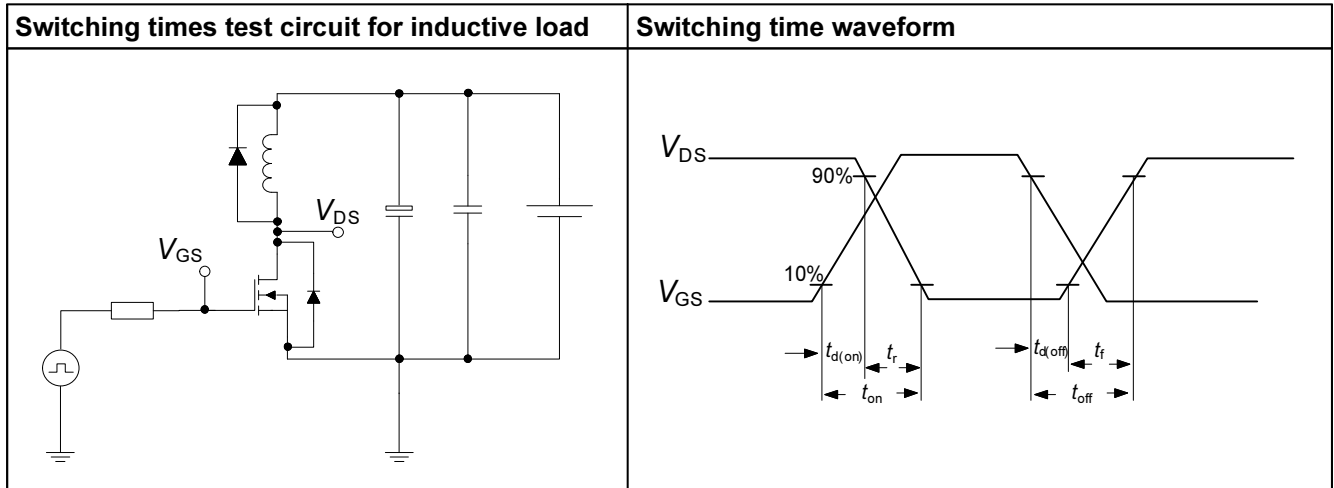 Switching times test circuit for inductive load
Switching time waveform
VDS
VGS
VDS
90%
10%
VGS
td(on)
tr
ton
td(off)
tf
toff